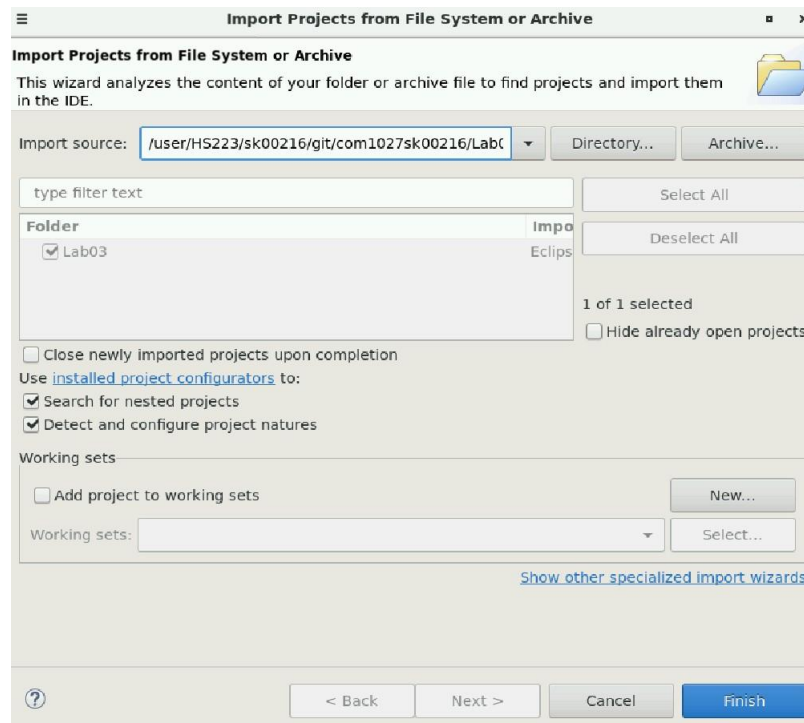 Import Projects from File System or Archive
Import Projects from File System or Archive
This wizard analyzes the content of your folder or archive file to find projects and import them
in the IDE.
Import source: /user/HS223/sk00216/git/com1027sk00216/Lab0 Directory... Archive...
type filter text Select All
Folder Impo
Deselect All
Lab03 Eclips
1 of 1 selected
Hide already open projects
Close newly imported projects upon completion
Use installed project configurators to:
Search for nested projects
Detect and configure project natures
Working sets
Add project to working sets New...
Working sets: Select...
Show other specialized import wizards
? < Back Next > Cancel Finish